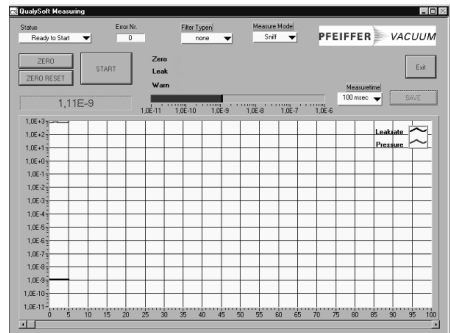 QualySoft Measuring
Status
Error Nr.
Filter Typen
Measure Mode
Ready to Start
0
none
Sniff
PFEIFFER VACUUM
ZERO
START
Zero
Leak
Warn
Exit
ZERO RESET
Measuretime
100 msec
SAVE
1,11E-9
1,0E-11 1,0E-10 1,0E-9 1,0E-8 1,0E-7 1,0E-6
1,0E+3
Leakrate
1,0E+2
Pressure
1,0E+1
1,0E+0
1,0E-1
1,0E-2
1,0E-3
1,0E-4
1,0E-5
1,0E-6
1,0E-7
1,0E-8
1,0E-9
1,0E-10
1,0E-11
0 5 10 15 20 25 30 35 40 45 50 55 60 65 70 75 80 85 90 95 100